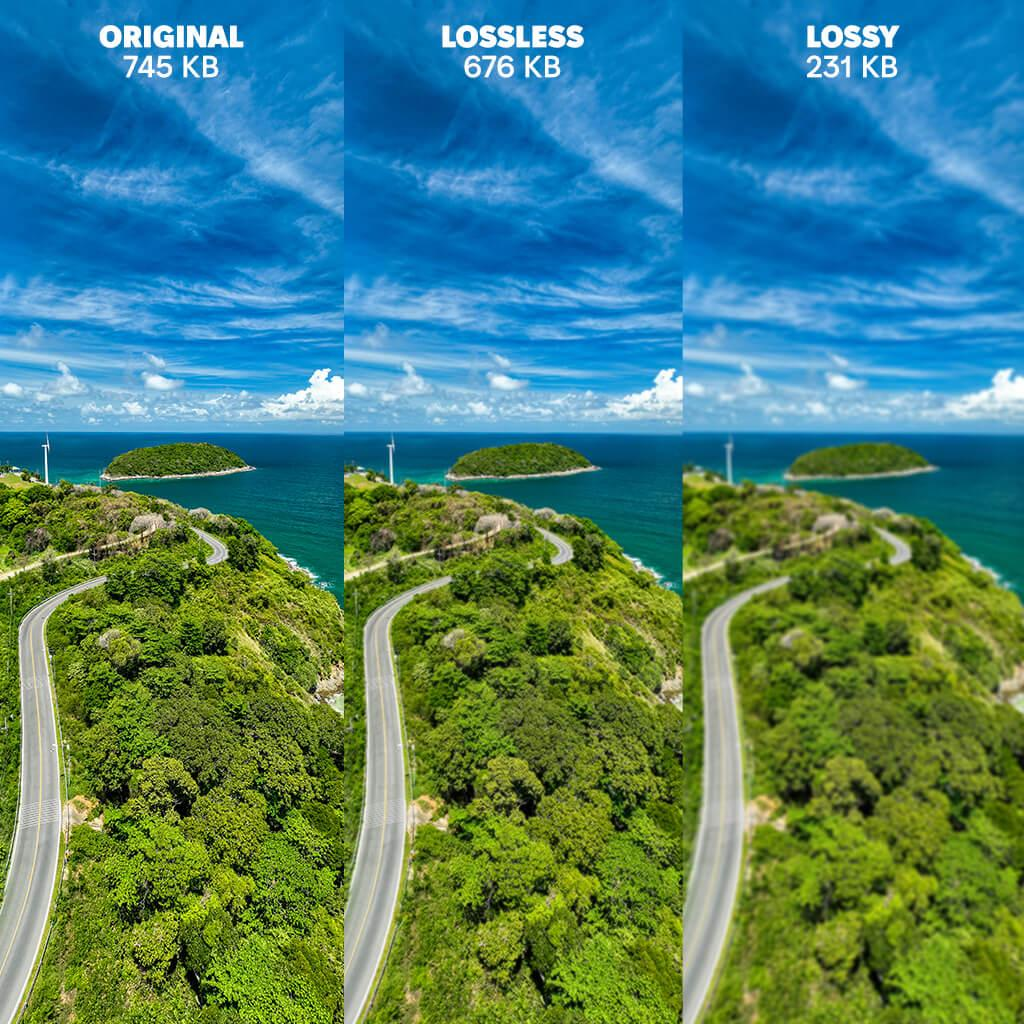 ORIGINAL
745 KB
LOSSLESS
676 KB
LOSSY
231 KB